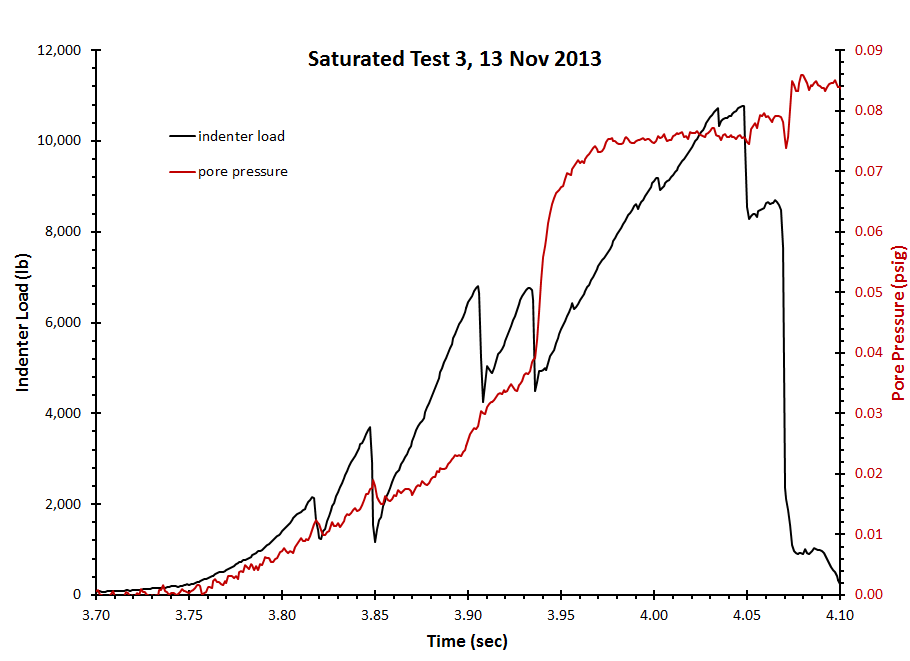 Saturated Test 3, 13 Nov 2013
indenter load
pore pressure
Indenter Load (lb)
12,000
10,000
8,000
6,000
4,000
2,000
0
Pore Pressure (psig)
0.09
0.08
0.07
0.06
0.05
0.04
0.03
0.02
0.01
0.00
3.70 3.75 3.80 3.85 3.90 3.95 4.00 4.05 4.10
Time (sec)